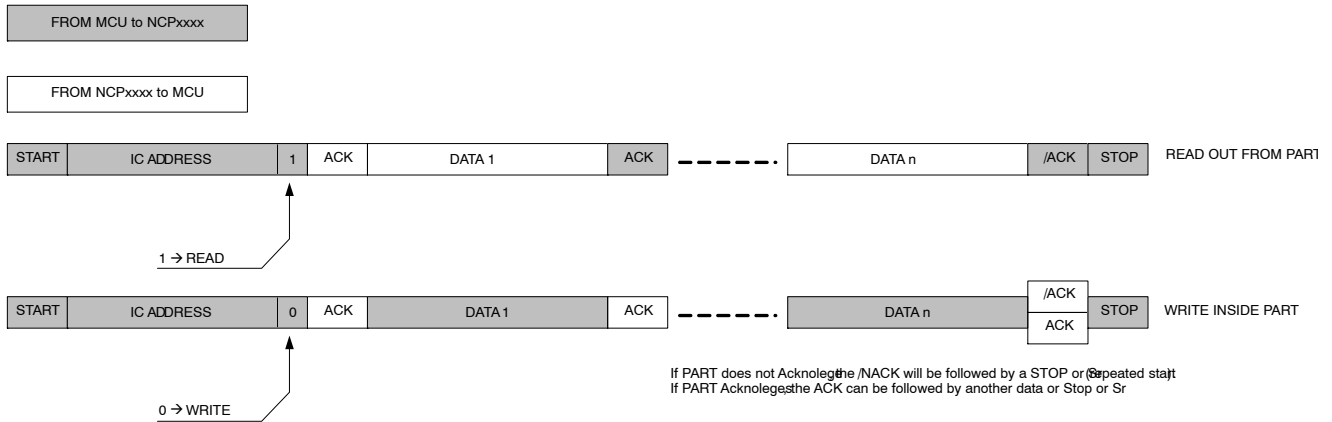 FROM MCU to NCPxxxx
FROM NCPxxxx to MCU
START IC ADDRESS 1 ACK DATA 1 ACK DATA n /ACK STOP READ OUT FROM PART
1 → READ
START IC ADDRESS 0 ACK DATA 1 ACK DATA n /ACK ACK STOP WRITE INSIDE PART
0 → WRITE
If PART does not Acknolege the /NACK will be followed by a STOP or Sr (repeated start)
If PART Acknoleges, the ACK can be followed by another data or Stop or Sr